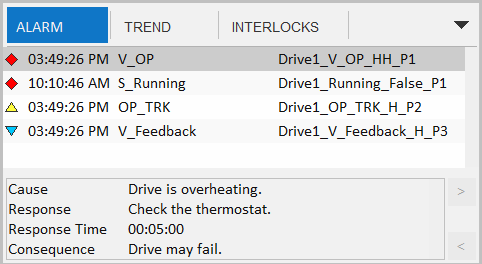 ALARM TREND INTERLOCKS
03:49:26 PM V_OP Drive1_V_OP_HH_P1
10:10:46 AM S_Running Drive1_Running_False_P1
03:49:26 PM OP_TRK Drive1_OP_TRK_H_P2
03:49:26 PM V_Feedback Drive1_V_Feedback_H_P3
Cause Drive is overheating.
Response Check the thermostat.
Response Time 00:05:00
Consequence Drive may fail.
>
<